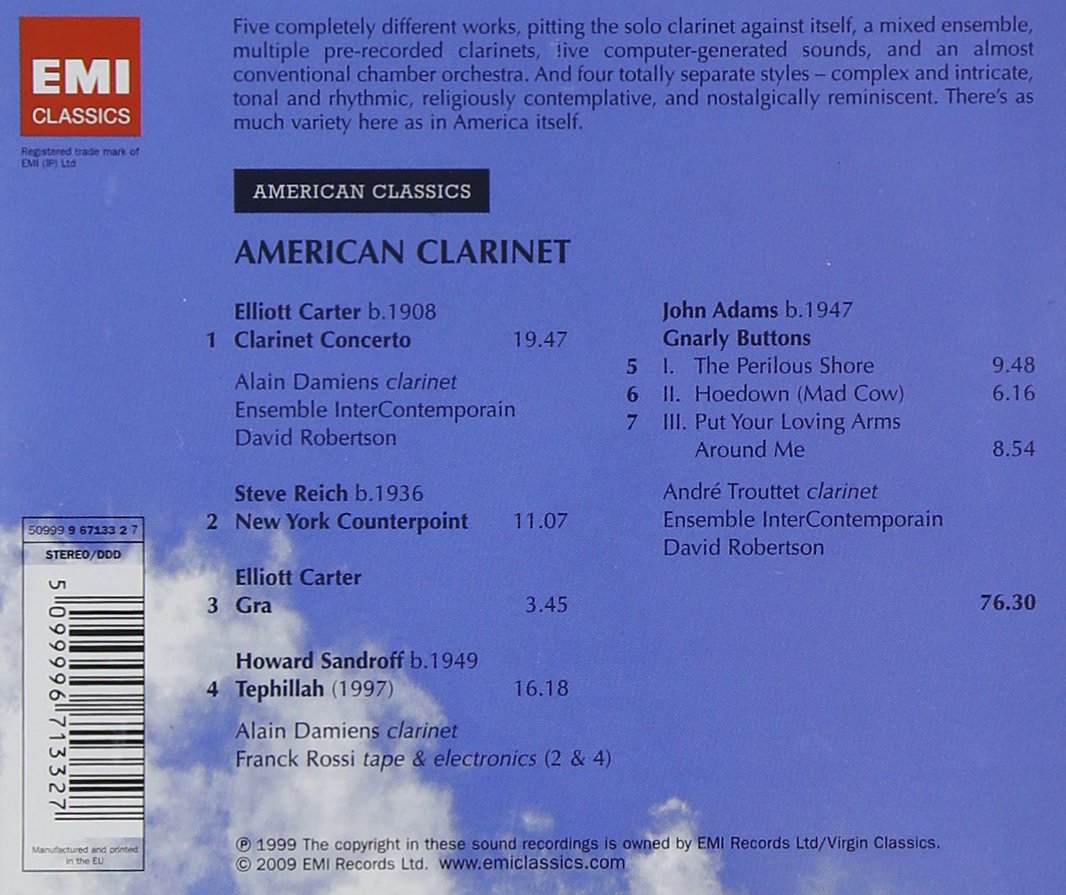 EMI
CLASSICS
Registered trade mark of
EMI (IP) Ltd
Five completely different works, pitting the solo clarinet against itself, a mixed ensemble,
multiple pre-recorded clarinets, live computer-generated sounds, and an almost
conventional chamber orchestra. And four totally separate styles – complex and intricate,
tonal and rhythmic, religiously contemplative, and nostalgically reminiscent. There's as
much variety here as in America itself.
AMERICAN CLASSICS
AMERICAN CLARINET
Elliott Carter b.1908
1 Clarinet Concerto 19.47
Alain Damiens clarinet
Ensemble InterContemporain
David Robertson
Steve Reich b.1936
2 New York Counterpoint 11.07
Elliott Carter
3 Gra 3.45
Howard Sandroff b.1949
4 Tephillah (1997) 16.18
Alain Damiens clarinet
Franck Rossi tape & electronics (2 & 4)
John Adams b.1947
Gnarly Buttons
5 I. The Perilous Shore 9.48
6 II. Hoedown (Mad Cow) 6.16
7 III. Put Your Loving Arms
Around Me 8.54
André Trouttet clarinet
Ensemble InterContemporain
David Robertson
76.30
50999 9 67133 2 7
STEREO/DDD
5 099996 713327
Manufactured and printed
in the EU
℗ 1999 The copyright in these sound recordings is owned by EMI Records Ltd/Virgin Classics.
© 2009 EMI Records Ltd. www.emiclassics.com